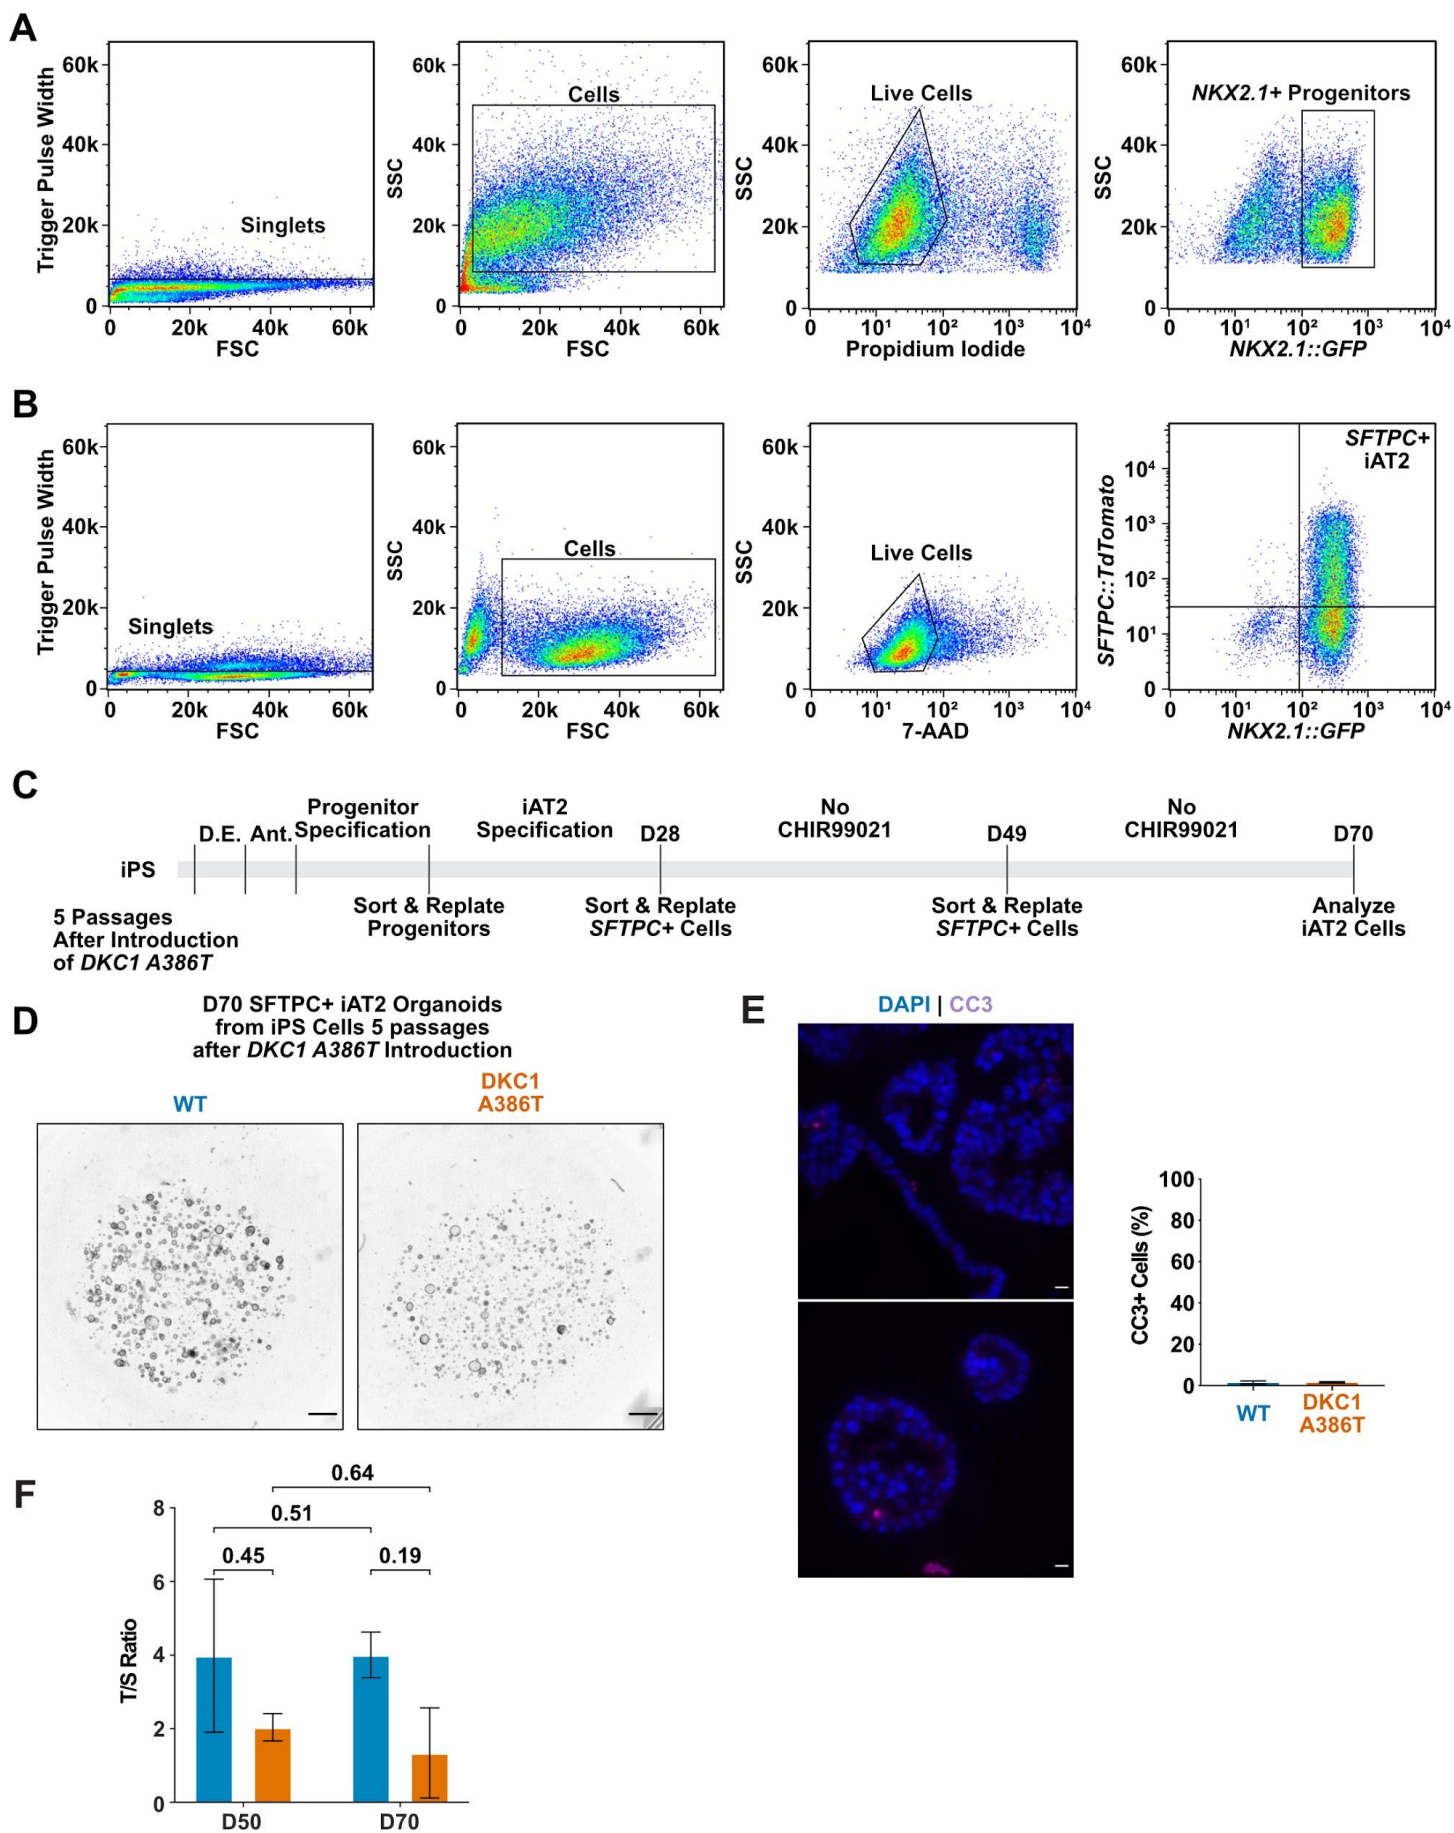 A
Trigger Pulse Width
60k
40k
20k
0
Singlets
0 20k 40k 60k
FSC
SSC
60k
40k
20k
0
Cells
0 20k 40k 60k
FSC
SSC
60k
40k
20k
0
Live Cells
0 10¹ 10² 10³ 10⁴
Propidium Iodide
SSC
60k
40k
20k
0
NKX2.1+ Progenitors
0 10¹ 10² 10³ 10⁴
NKX2.1::GFP
B
Trigger Pulse Width
60k
40k
20k
0
Singlets
0 20k 40k 60k
FSC
SSC
60k
40k
20k
0
Cells
0 20k 40k 60k
FSC
SSC
60k
40k
20k
0
Live Cells
0 10¹ 10² 10³ 10⁴
7-AAD
SFTPC::TdTomato
10⁴
10³
10²
10¹
0
SFTPC+
iAT2
0 10¹ 10² 10³ 10⁴
NKX2.1::GFP
C
iPS
D.E.
Ant.
Progenitor
Specification
iAT2
Specification
D28
No
CHIR99021
D49
No
CHIR99021
D70
5 Passages
After Introduction
of DKC1 A386T
Sort & Replate
Progenitors
Sort & Replate
SFTPC+ Cells
Sort & Replate
SFTPC+ Cells
Analyze
iAT2 Cells
D
D70 SFTPC+ iAT2 Organoids
from iPS Cells 5 passages
after DKC1 A386T Introduction
WT
DKC1
A386T
E
DAPI | CC3
CC3+ Cells (%)
100
80
60
40
20
0
WT
DKC1
A386T
F
0.64
0.51
0.45
0.19
T/S Ratio
8
6
4
2
0
D50
D70